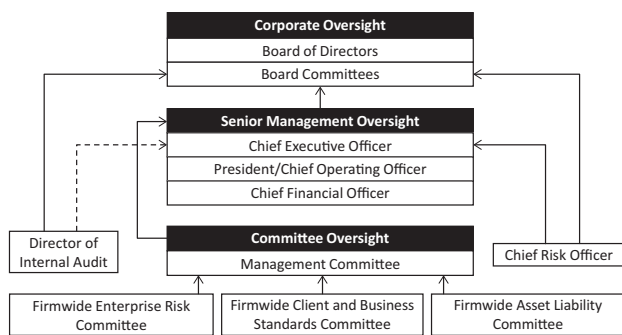 Corporate Oversight
Board of Directors
Board Committees
Senior Management Oversight
Chief Executive Officer
President/Chief Operating Officer
Chief Financial Officer
Director of
Internal Audit
Committee Oversight
Management Committee
Chief Risk Officer
Firmwide Enterprise Risk
Committee
Firmwide Client and Business
Standards Committee
Firmwide Asset Liability
Committee